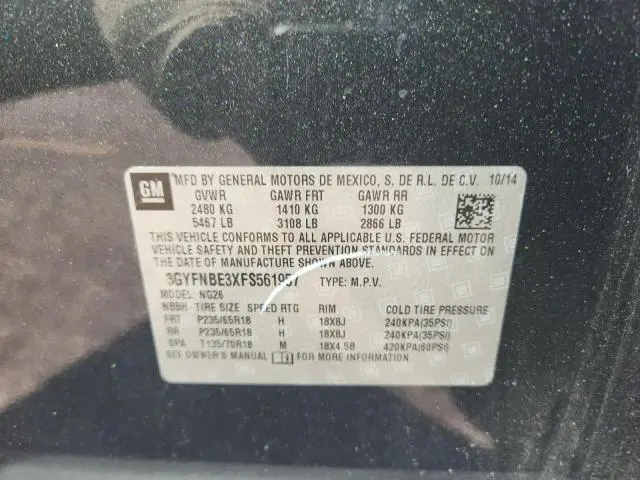 GM MFD BY GENERAL MOTORS DE MEXICO, S. DE R.L. DE C.V. 10/14
GVWR GAWR FRT GAWR RR
2480 KG 1410 KG 1300 KG
5467 LB 3108 LB 2866 LB
THIS VEHICLE CONFORMS TO ALL APPLICABLE U.S. FEDERAL MOTOR
VEHICLE SAFETY AND THEFT PREVENTION STANDARDS IN EFFECT
ON THE DATE OF MANUFACTURE SHOWN ABOVE.
3GYFNBE3XFS561957 TYPE: M.P.V.
MODEL: NG26
NBBH TIRE SIZE SPEED RTG RIM COLD TIRE PRESSURE
FRT P235/65R18 H 18X8J 240KPA(35PSI)
RR P235/65R18 H 18X8J 240KPA(35PSI)
SPA T135/70R18 M 18X4.5B 420KPA(60PSI)
SEE OWNER'S MANUAL FOR MORE INFORMATION.